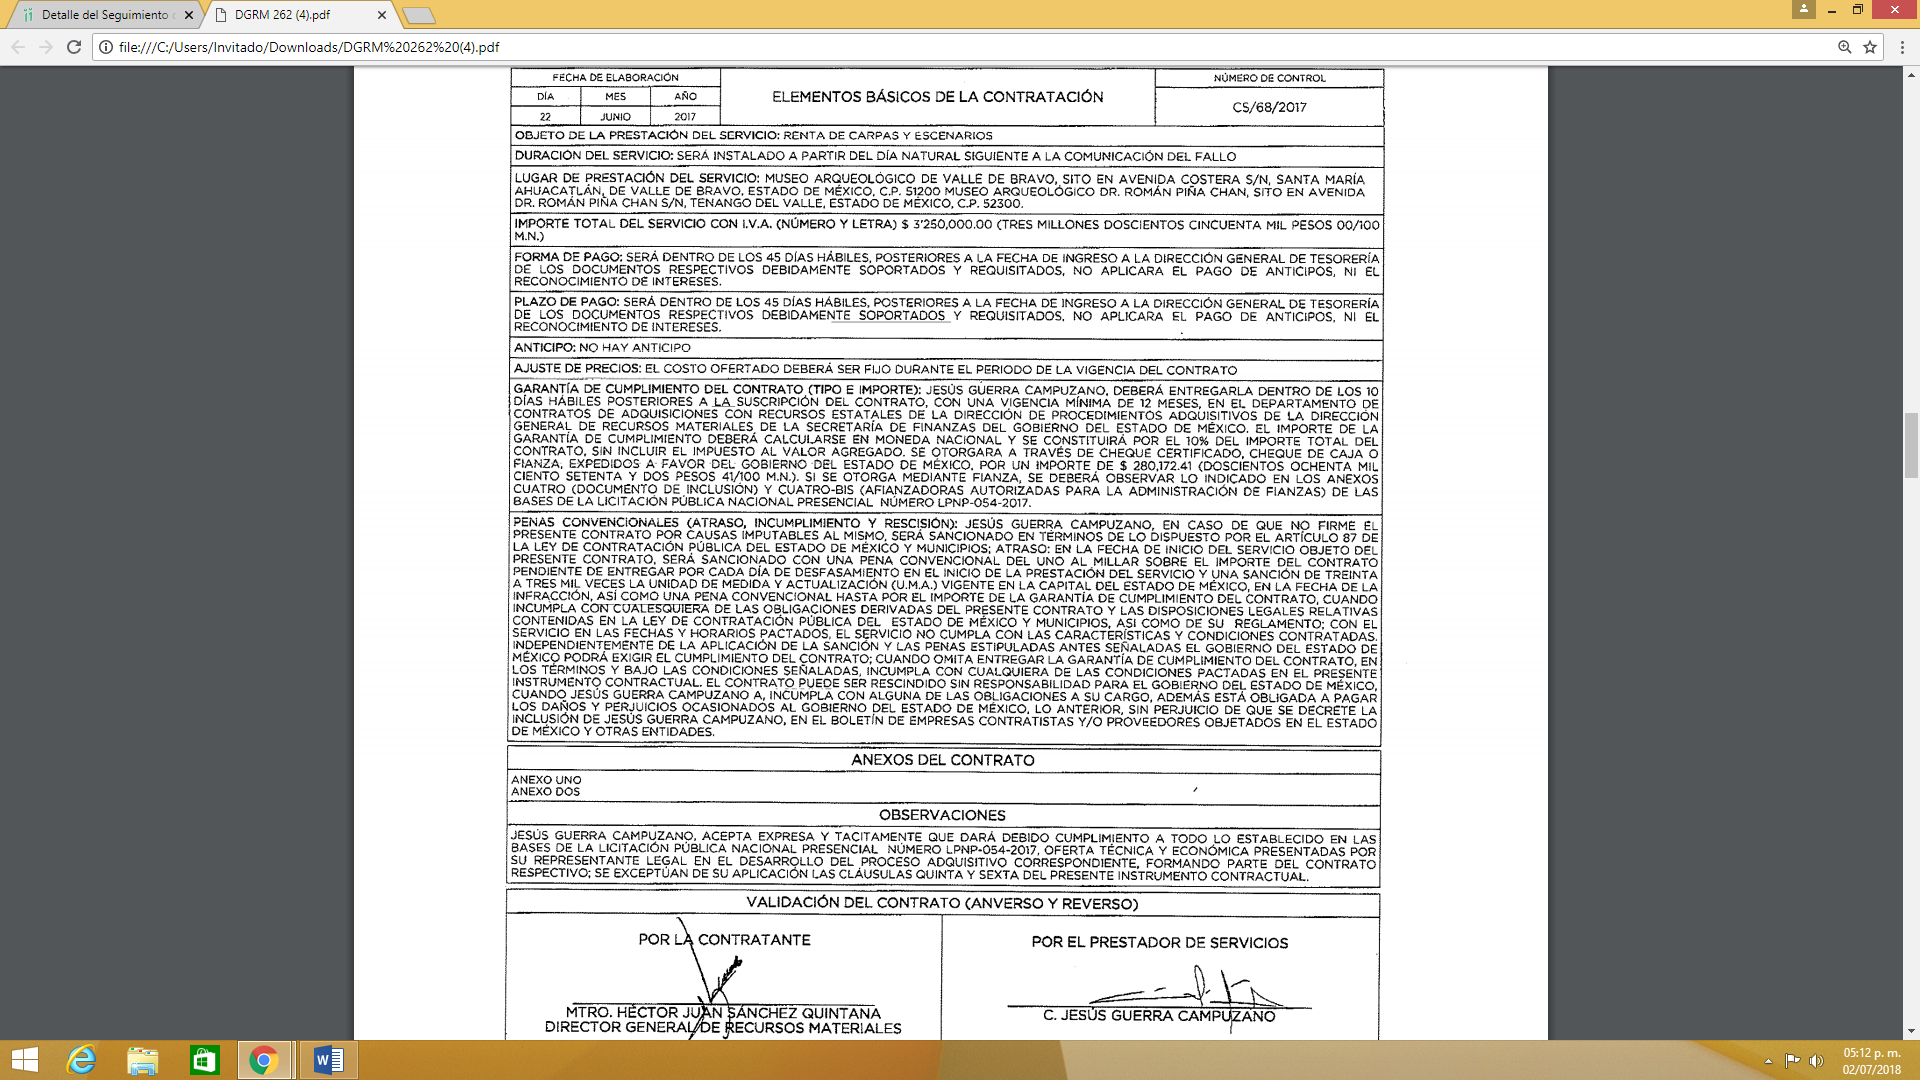 Detalle del Seguimiento
DGRM 262 (4).pdf
file:///C:/Users/Invitado/Downloads/DGRM%20262%20(4).pdf
FECHA DE ELABORACIÓN
NÚMERO DE CONTROL
DÍA MES AÑO
ELEMENTOS BÁSICOS DE LA CONTRATACIÓN
CS/68/2017
22 JUNIO 2017
OBJETO DE LA PRESTACIÓN DEL SERVICIO: RENTA DE CARPAS Y ESCENARIOS
DURACIÓN DEL SERVICIO: SERÁ INSTALADO A PARTIR DEL DÍA NATURAL SIGUIENTE A LA COMUNICACIÓN DEL FALLO
LUGAR DE PRESTACIÓN DEL SERVICIO: MUSEO ARQUEOLÓGICO DE VALLE DE BRAVO, SITO EN AVENIDA COSTERA S/N, SANTA MARÍA
AHUACATLÁN, DE VALLE DE BRAVO, ESTADO DE MÉXICO, C.P. 51200 MUSEO ARQUEOLÓGICO DR. ROMÁN PIÑA CHAN, SITO EN AVENIDA
DR. ROMÁN PIÑA CHAN S/N, TENANGO DEL VALLE, ESTADO DE MÉXICO, C.P. 52300.
IMPORTE TOTAL DEL SERVICIO CON I.V.A. (NÚMERO Y LETRA) $ 3'250,000.00 (TRES MILLONES DOSCIENTOS CINCUENTA MIL PESOS 00/100
M.N.)
FORMA DE PAGO: SERÁ DENTRO DE LOS 45 DÍAS HÁBILES, POSTERIORES A LA FECHA DE INGRESO A LA DIRECCIÓN GENERAL DE TESORERÍA
DE LOS DOCUMENTOS RESPECTIVOS DEBIDAMENTE SOPORTADOS Y REQUISITADOS, NO APLICARA EL PAGO DE ANTICIPOS, NI EL
RECONOCIMIENTO DE INTERESES.
PLAZO DE PAGO: SERÁ DENTRO DE LOS 45 DÍAS HÁBILES, POSTERIORES A LA FECHA DE INGRESO A LA DIRECCIÓN GENERAL DE TESORERÍA
DE LOS DOCUMENTOS RESPECTIVOS DEBIDAMENTE SOPORTADOS Y REQUISITADOS, NO APLICARA EL PAGO DE ANTICIPOS, NI EL
RECONOCIMIENTO DE INTERESES.
ANTICIPO: NO HAY ANTICIPO
AJUSTE DE PRECIOS: EL COSTO OFERTADO DEBERÁ SER FIJO DURANTE EL PERIODO DE LA VIGENCIA DEL CONTRATO
GARANTÍA DE CUMPLIMIENTO DEL CONTRATO (TIPO E IMPORTE): JESÚS GUERRA CAMPUZANO, DEBERÁ ENTREGARLA DENTRO DE LOS 10
DÍAS HÁBILES POSTERIORES A LA SUSCRIPCIÓN DEL CONTRATO, CON UNA VIGENCIA MÍNIMA DE 12 MESES, EN EL DEPARTAMENTO DE
CONTRATOS DE ADQUISICIONES CON RECURSOS ESTATALES DE LA DIRECCIÓN DE PROCEDIMIENTOS ADQUISITIVOS DE LA DIRECCIÓN
GENERAL DE RECURSOS MATERIALES DE LA SECRETARÍA DE FINANZAS DEL GOBIERNO DEL ESTADO DE MÉXICO. EL IMPORTE DE LA
GARANTÍA DE CUMPLIMIENTO DEBERÁ CALCULARSE EN MONEDA NACIONAL Y SE CONSTITUIRÁ POR EL 10% DEL IMPORTE TOTAL DEL
CONTRATO, SIN INCLUIR EL IMPUESTO AL VALOR AGREGADO. SE OTORGARA A TRAVÉS DE CHEQUE CERTIFICADO, CHEQUE DE CAJA O
FIANZA, EXPEDIDOS A FAVOR DEL GOBIERNO DEL ESTADO DE MÉXICO, POR UN IMPORTE DE $ 280,172.41 (DOSCIENTOS OCHENTA MIL
CIENTO SETENTA Y DOS PESOS 41/100 M.N.). SI SE OTORGA MEDIANTE FIANZA, SE DEBERÁ OBSERVAR LO INDICADO EN LOS ANEXOS
CUATRO (DOCUMENTO DE INCLUSIÓN) Y CUATRO-BIS (AFIANZADORAS AUTORIZADAS PARA LA ADMINISTRACIÓN DE FIANZAS) DE LAS
BASES DE LA LICITACIÓN PÚBLICA NACIONAL PRESENCIAL NÚMERO LPNP-054-2017.
PENAS CONVENCIONALES (ATRASO, INCUMPLIMIENTO Y RESCISIÓN): JESÚS GUERRA CAMPUZANO, EN CASO DE QUE NO FIRME EL
PRESENTE CONTRATO POR CAUSAS IMPUTABLES AL MISMO, SERÁ SANCIONADO EN TÉRMINOS DE LO DISPUESTO POR EL ARTÍCULO 87 DE
LA LEY DE CONTRATACIÓN PÚBLICA DEL ESTADO DE MÉXICO Y MUNICIPIOS; ATRASO: EN LA FECHA DE INICIO DEL SERVICIO OBJETO DEL
PRESENTE CONTRATO, SERÁ SANCIONADO CON UNA PENA CONVENCIONAL DEL UNO AL MILLAR SOBRE EL IMPORTE DEL CONTRATO
PENDIENTE DE ENTREGAR POR CADA DÍA DE DESFASAMIENTO EN EL INICIO DE LA PRESTACIÓN DEL SERVICIO Y UNA SANCIÓN DE TREINTA
A TRES MIL VECES LA UNIDAD DE MEDIDA Y ACTUALIZACIÓN (U.M.A.) VIGENTE EN LA CAPITAL DEL ESTADO DE MÉXICO, EN LA FECHA DE LA
INFRACCIÓN, ASÍ COMO UNA PENA CONVENCIONAL HASTA POR EL IMPORTE DE LA GARANTÍA DE CUMPLIMIENTO DEL CONTRATO, CUANDO
INCUMPLA CON CUALESQUIERA DE LAS OBLIGACIONES DERIVADAS DEL PRESENTE CONTRATO Y LAS DISPOSICIONES LEGALES RELATIVAS
CONTENIDAS EN LA LEY DE CONTRATACIÓN PÚBLICA DEL ESTADO DE MÉXICO Y MUNICIPIOS, ASI COMO DE SU REGLAMENTO; CON EL
SERVICIO EN LAS FECHAS Y HORARIOS PACTADOS, EL SERVICIO NO CUMPLA CON LAS CARACTERÍSTICAS Y CONDICIONES CONTRATADAS.
INDEPENDIENTEMENTE DE LA APLICACIÓN DE LA SANCIÓN Y LAS PENAS ESTIPULADAS ANTES SEÑALADAS EL GOBIERNO DEL ESTADO DE
MÉXICO PODRÁ EXIGIR EL CUMPLIMIENTO DEL CONTRATO; CUANDO OMITA ENTREGAR LA GARANTÍA DE CUMPLIMIENTO DEL CONTRATO, EN
LOS TÉRMINOS Y BAJO LAS CONDICIONES SEÑALADAS, INCUMPLA CON CUALQUIERA DE LAS CONDICIONES PACTADAS EN EL PRESENTE
INSTRUMENTO CONTRACTUAL. EL CONTRATO PUEDE SER RESCINDIDO SIN RESPONSABILIDAD PARA EL GOBIERNO DEL ESTADO DE MÉXICO,
CUANDO JESÚS GUERRA CAMPUZANO A, INCUMPLA CON ALGUNA DE LAS OBLIGACIONES A SU CARGO, ADEMÁS ESTÁ OBLIGADA A PAGAR
LOS DAÑOS Y PERJUICIOS OCASIONADOS AL GOBIERNO DEL ESTADO DE MÉXICO, LO ANTERIOR, SIN PERJUICIO DE QUE SE DECRETE LA
INCLUSIÓN DE JESÚS GUERRA CAMPUZANO, EN EL BOLETÍN DE EMPRESAS CONTRATISTAS Y/O PROVEEDORES OBJETADOS EN EL ESTADO
DE MÉXICO Y OTRAS ENTIDADES.
ANEXOS DEL CONTRATO
ANEXO UNO
ANEXO DOS
OBSERVACIONES
JESÚS GUERRA CAMPUZANO, ACEPTA EXPRESA Y TACITAMENTE QUE DARÁ DEBIDO CUMPLIMIENTO A TODO LO ESTABLECIDO EN LAS
BASES DE LA LICITACIÓN PÚBLICA NACIONAL PRESENCIAL NÚMERO LPNP-054-2017, OFERTA TÉCNICA Y ECONÓMICA PRESENTADAS POR
SU REPRESENTANTE LEGAL EN EL DESARROLLO DEL PROCESO ADQUISITIVO CORRESPONDIENTE, FORMANDO PARTE DEL CONTRATO
RESPECTIVO; SE EXCEPTÚAN DE SU APLICACIÓN LAS CLÁUSULAS QUINTA Y SEXTA DEL PRESENTE INSTRUMENTO CONTRACTUAL.
VALIDACIÓN DEL CONTRATO (ANVERSO Y REVERSO)
POR LA CONTRATANTE
POR EL PRESTADOR DE SERVICIOS
MTRO. HÉCTOR JUAN SÁNCHEZ QUINTANA
DIRECTOR GENERAL DE RECURSOS MATERIALES
C. JESÚS GUERRA CAMPUZANO
05:12 p. m.
02/07/2018